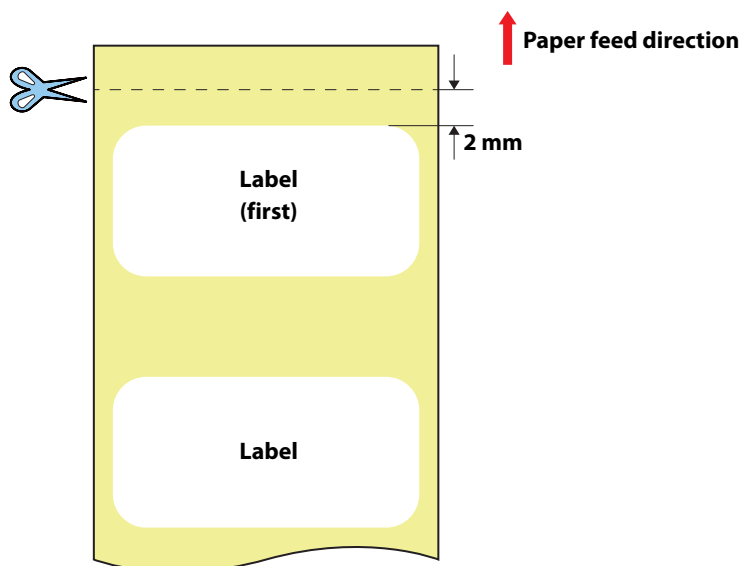 Paper feed direction
2 mm
Label
(first)
Label